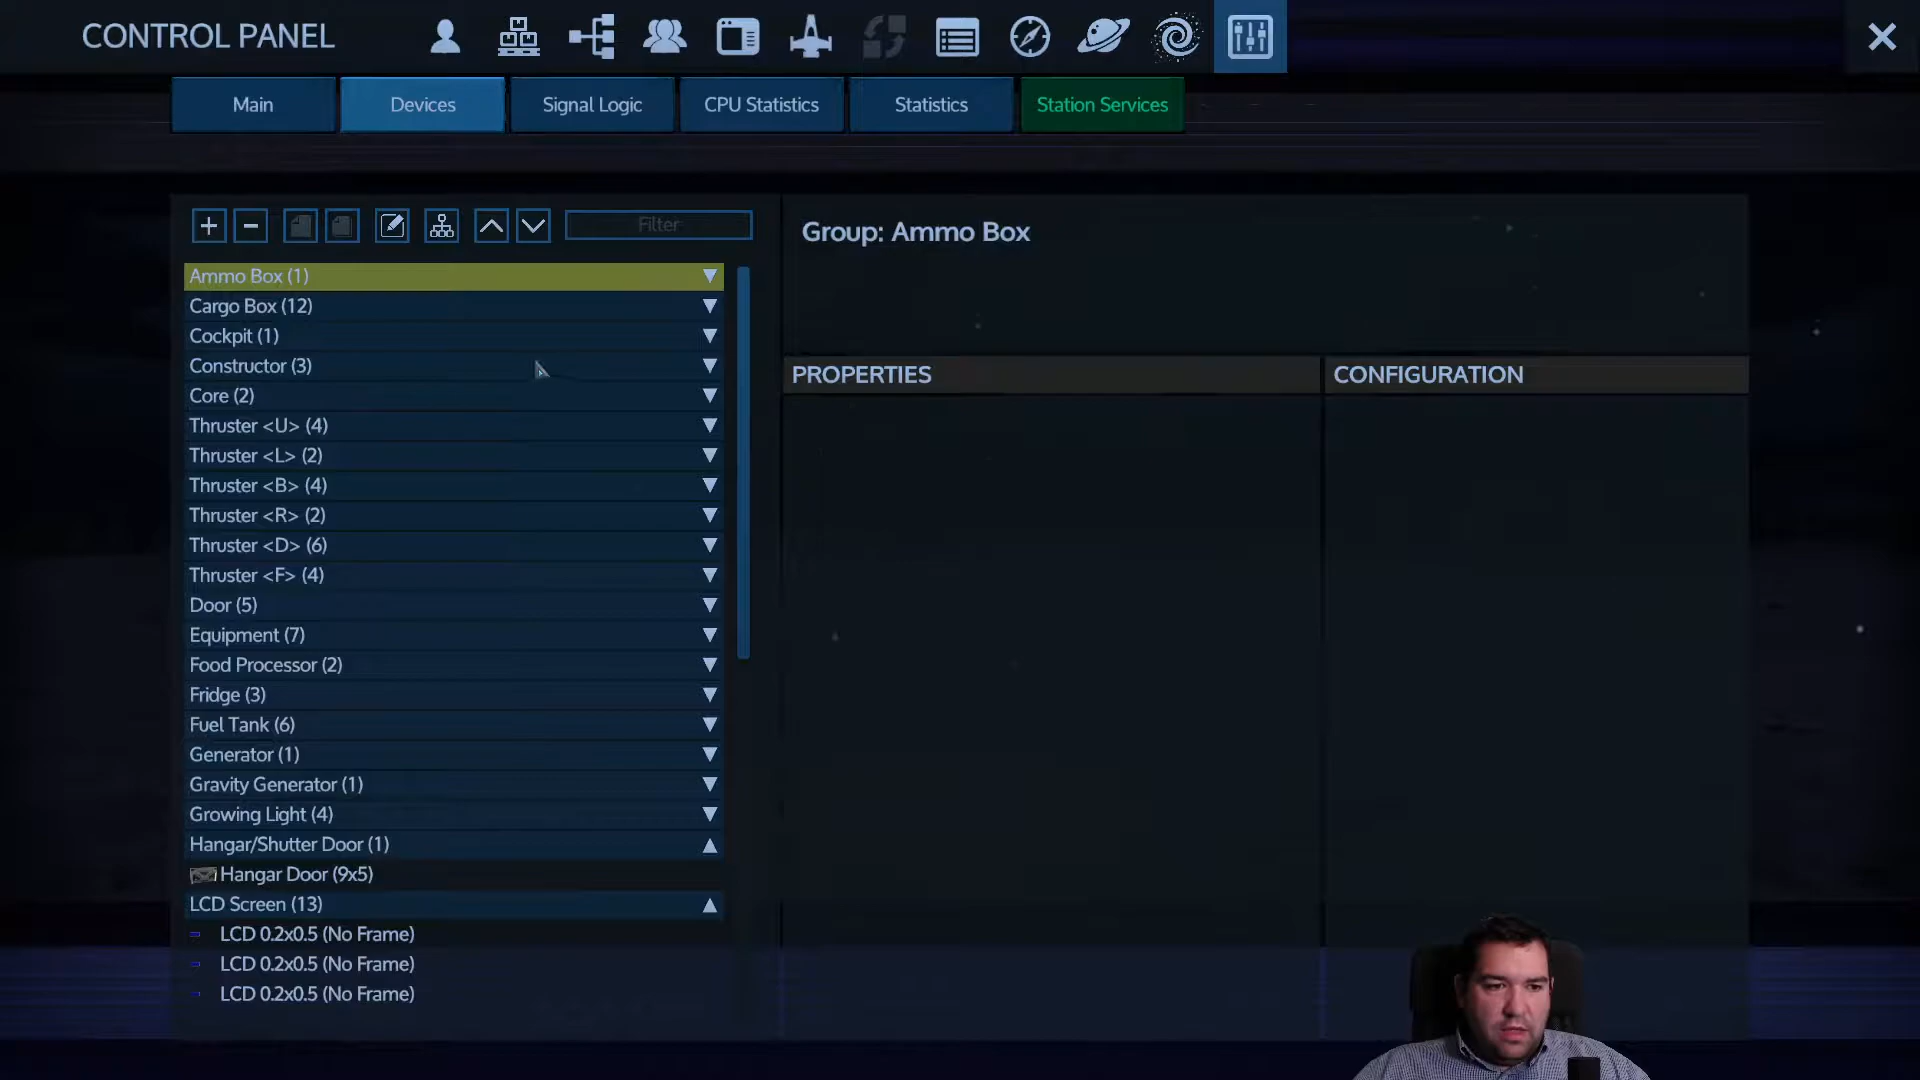 CONTROL PANEL
Main
Devices
Signal Logic
CPU Statistics
Statistics
Station Services
Filter
Group: Ammo Box
Ammo Box (1)
Cargo Box (12)
Cockpit (1)
Constructor (3)
Core (2)
Thruster <U> (4)
Thruster <L> (2)
Thruster <B> (4)
Thruster <R> (2)
Thruster <D> (6)
Thruster <F> (4)
Door (5)
Equipment (7)
Food Processor (2)
Fridge (3)
Fuel Tank (6)
Generator (1)
Gravity Generator (1)
Growing Light (4)
Hangar/Shutter Door (1)
Hangar Door (9x5)
LCD Screen (13)
LCD 0.2x0.5 (No Frame)
LCD 0.2x0.5 (No Frame)
LCD 0.2x0.5 (No Frame)
PROPERTIES
CONFIGURATION